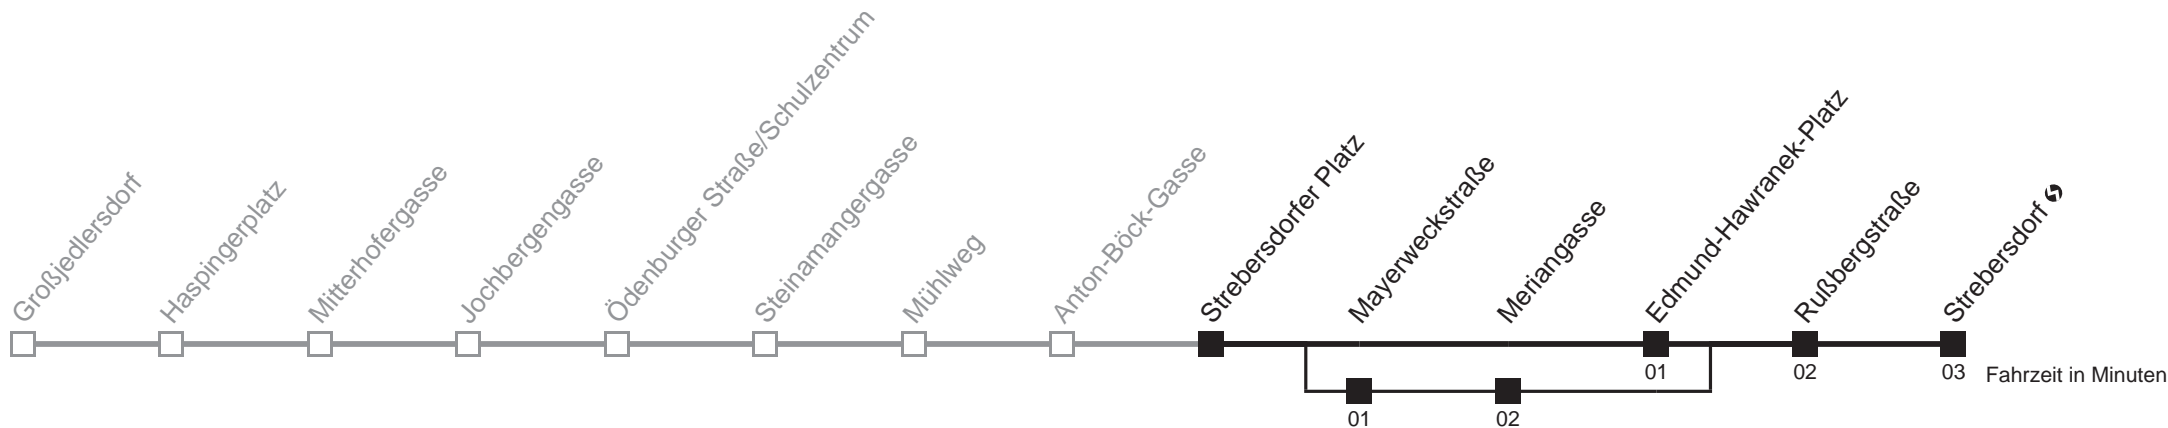 Großjedlersdorf
Haspingerplatz
Mitterhofergasse
Jochbergengasse
Ödenburger Straße/Schulzentrum
Steinamangergasse
Mühlweg
Anton-Böck-Gasse
Strebersdorfer Platz
Mayerweckstraße
Meriangasse
Edmund-Hawranek-Platz
Rußbergstraße
Strebersdorf
01
02
03
Fahrzeit in Minuten
01
02